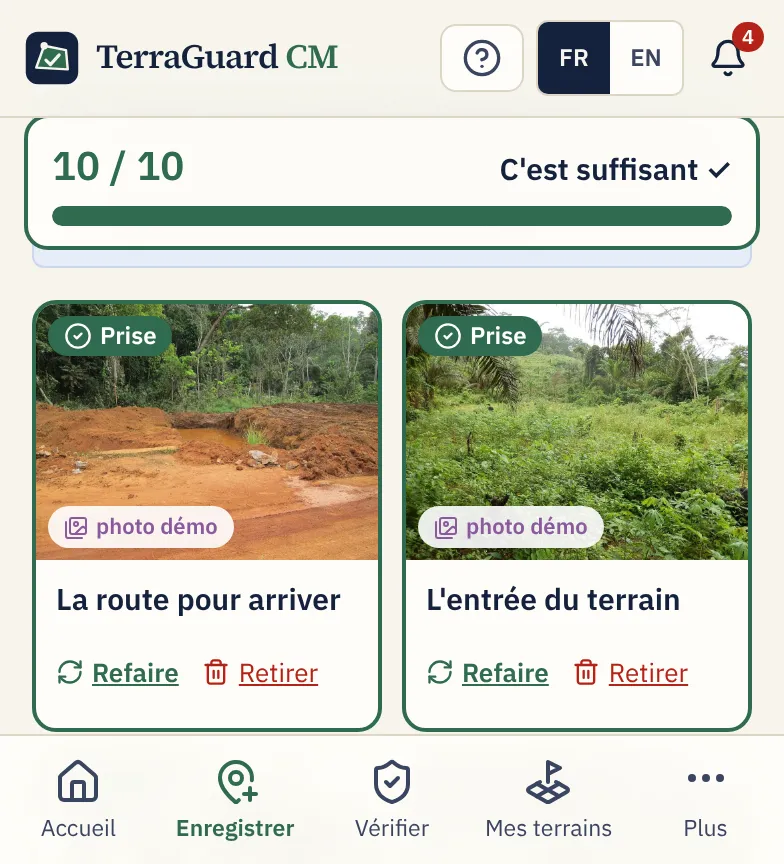 TerraGuard CM
FR
EN
4
10 / 10
C'est suffisant ✓
Prise
photo démo
La route pour arriver
Refaire
Retirer
Prise
photo démo
L'entrée du terrain
Refaire
Retirer
Accueil
Enregistrer
Vérifier
Mes terrains
Plus